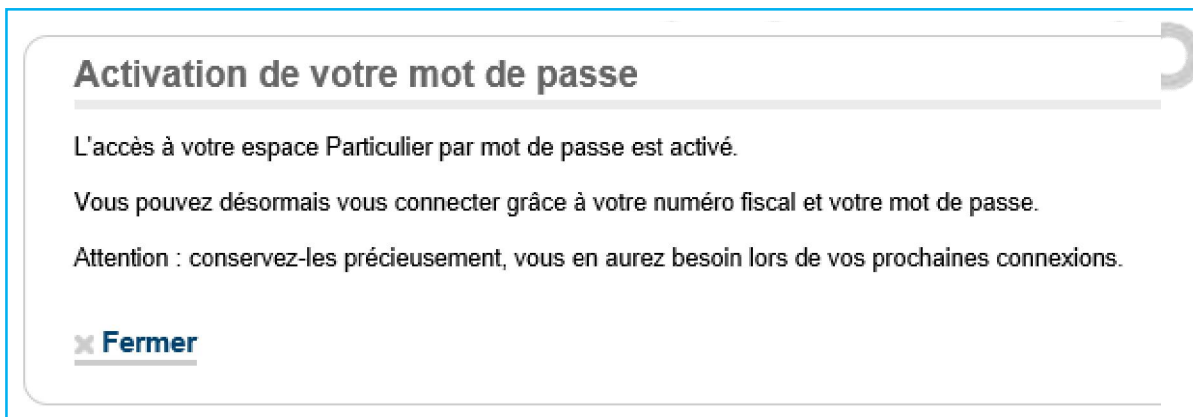 Activation de votre mot de passe
L'accès à votre espace Particulier par mot de passe est activé.
Vous pouvez désormais vous connecter grâce à votre numéro fiscal et votre mot de passe.
Attention : conservez-les précieusement, vous en aurez besoin lors de vos prochaines connexions.
Fermer